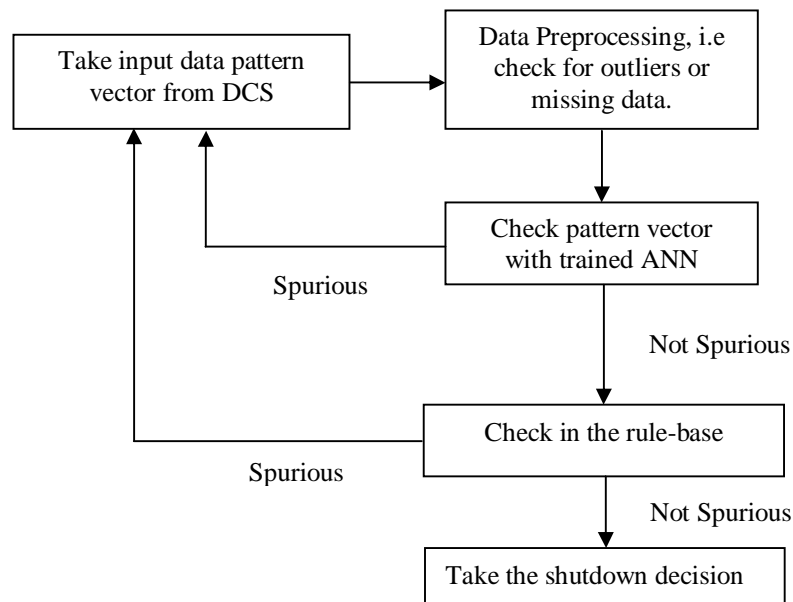 Take input data pattern
vector from DCS
Data Preprocessing, i.e
check for outliers or
missing data.
Check pattern vector
with trained ANN
Spurious
Not Spurious
Check in the rule-base
Spurious
Not Spurious
Take the shutdown decision